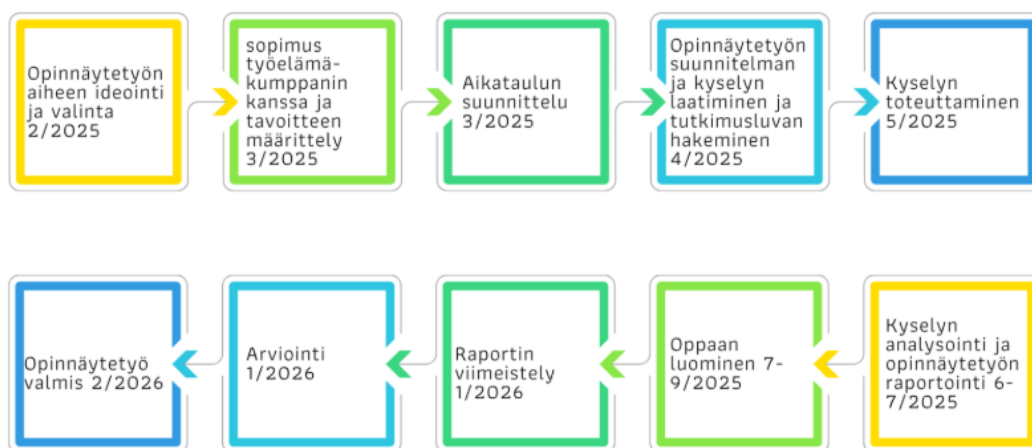 Opinnäytetyön
aiheen ideointi
ja valinta
2/2025
sopimus
työelämä-
kumppanin
kanssa ja
tavoitteen
määrittely
3/2025
Aikataulun
suunnittelu
3/2025
Opinnäytetyön
suunnitelman
ja kyselyn
laatiminen ja
tutkimusluvan
hakeminen
4/2025
Kyselyn
toteuttaminen
5/2025
Kyselyn
analysointi ja
opinnäytetyön
raportointi 6-
7/2025
Oppaan
luominen 7-
9/2025
Raportin
viimeistely
1/2026
Arviointi
1/2026
Opinnäytetyö
valmis 2/2026